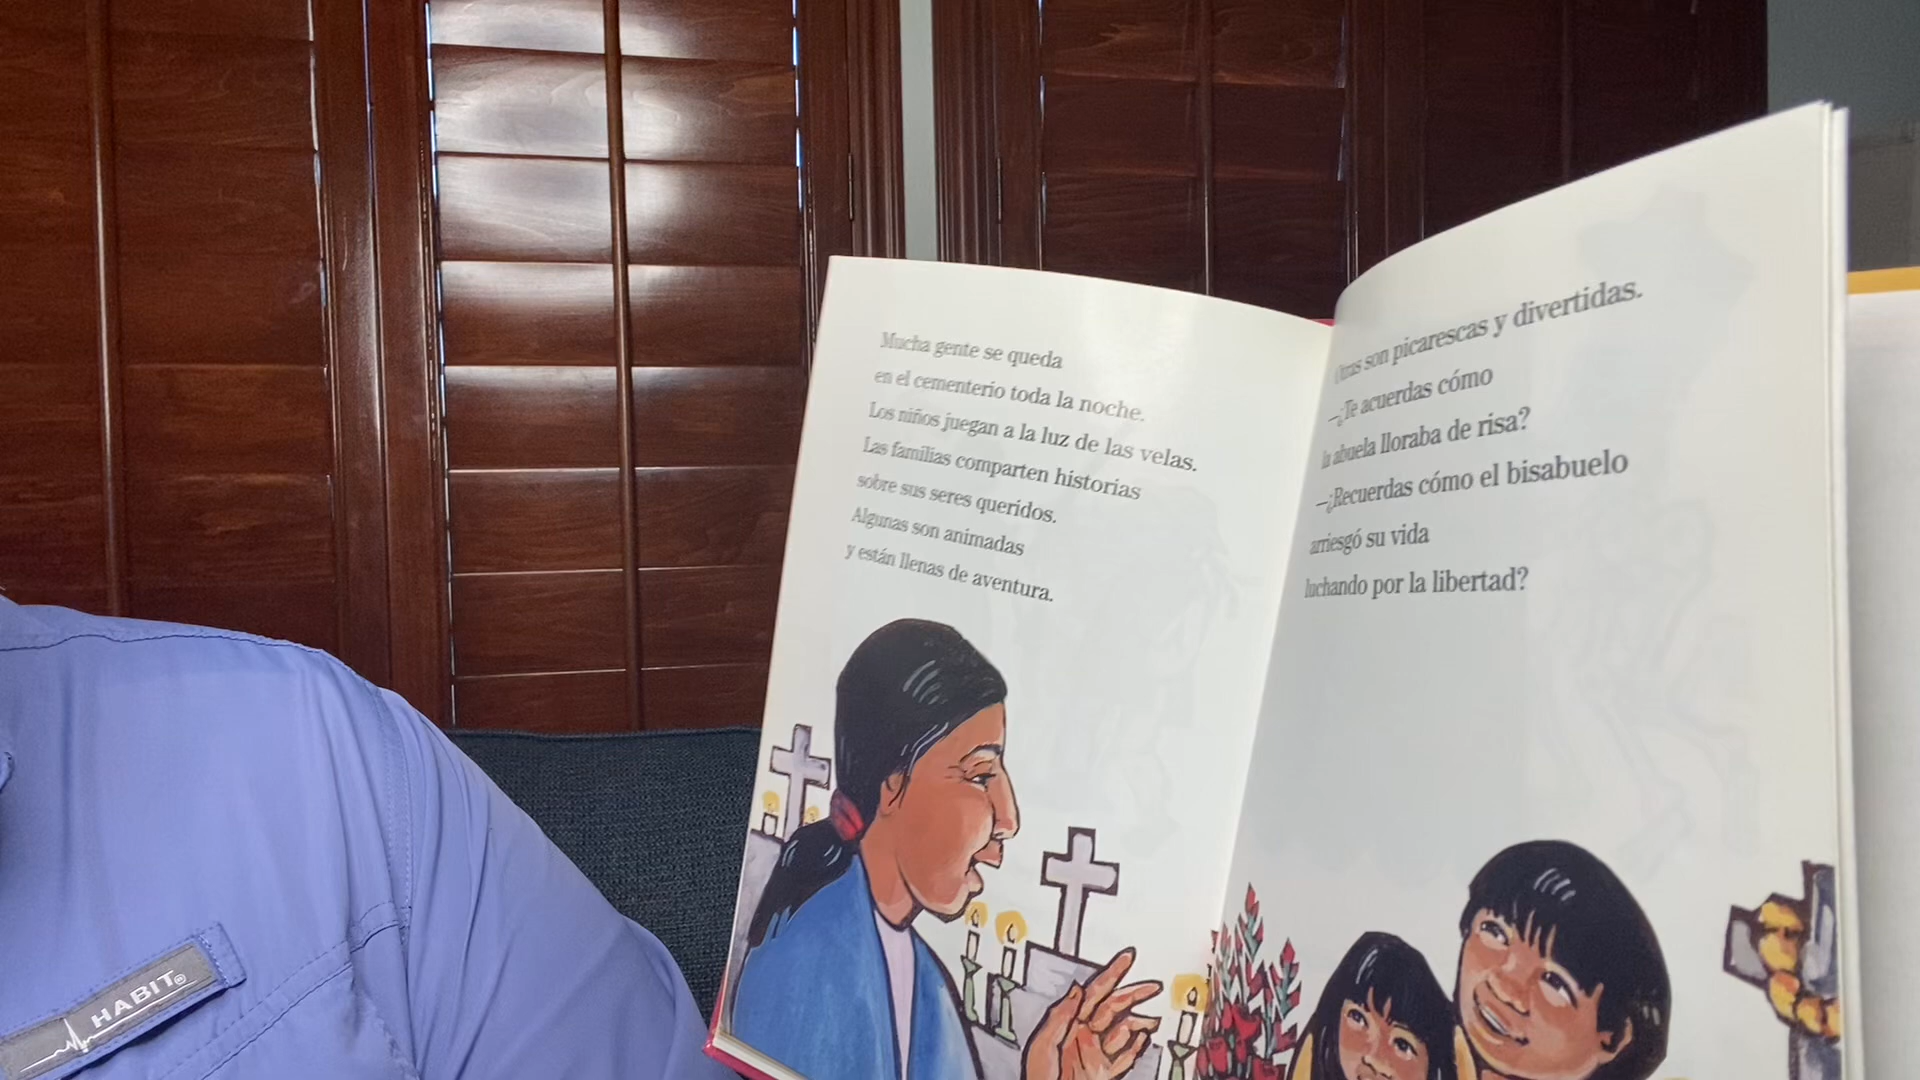 Mucha gente se queda
en el cementerio toda la noche.
Los niños juegan a la luz de las velas.
Las familias comparten historias
sobre sus seres queridos.
Algunas son animadas
y están llenas de aventura.
Otras son picarescas y divertidas.
—¿Te acuerdas cómo
la abuela lloraba de risa?
—¿Recuerdas cómo el bisabuelo
arriesgó su vida
luchando por la libertad?
HABIT®